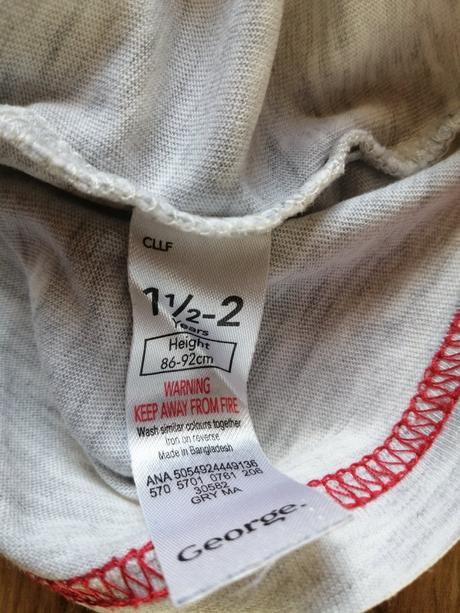 CLLF
1½-2
Years
Height
86-92cm
WARNING
KEEP AWAY FROM FIRE
Wash similar colours together
Iron on reverse
Made in Bangladesh
ANA 5054924449136
570 5701 0761 206
30582
GRY MA
George.